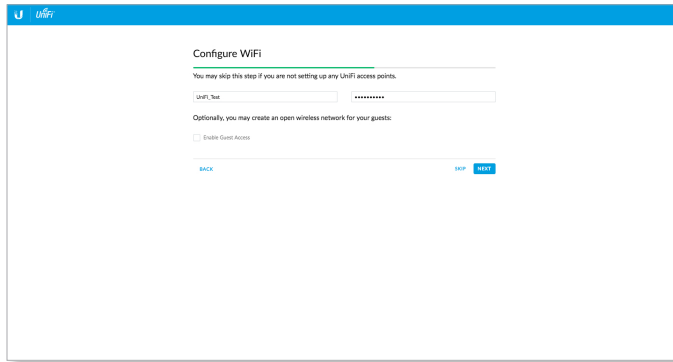 U UniFi
Configure WiFi
You may skip this step if you are not setting up any UniFi access points.
UniFi_Test ••••••••••
Optionally, you may create an open wireless network for your guests:
Enable Guest Access
BACK SKIP NEXT